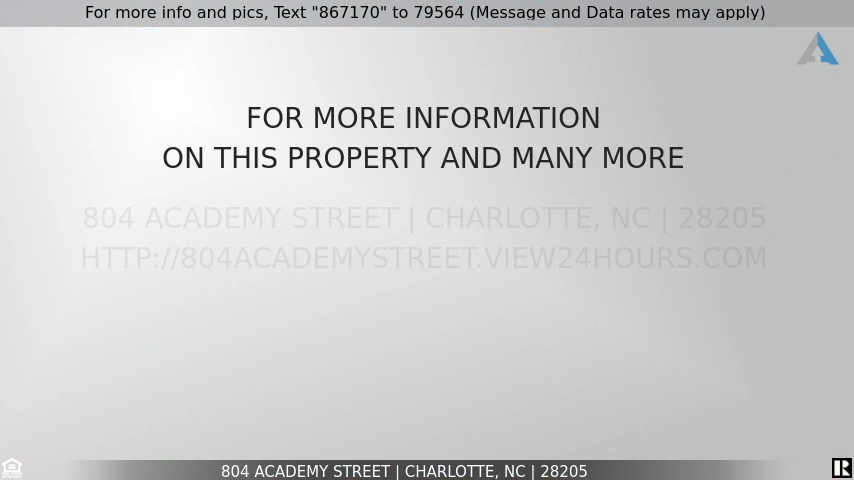 For more info and pics, Text "867170" to 79564 (Message and Data rates may apply)
FOR MORE INFORMATION
ON THIS PROPERTY AND MANY MORE
804 ACADEMY STREET | CHARLOTTE, NC | 28205
HTTP://804ACADEMYSTREET.VIEW24HOURS.COM
804 ACADEMY STREET | CHARLOTTE, NC | 28205